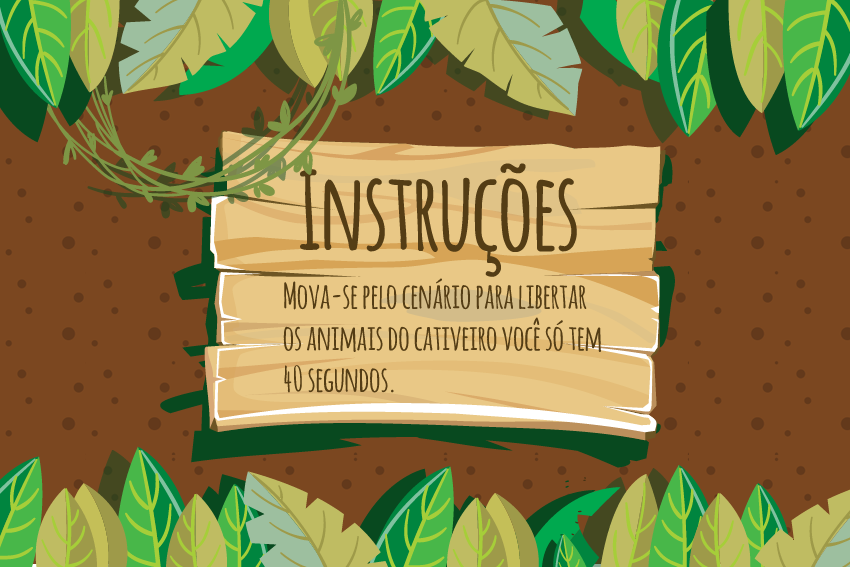 Instruções
Mova-se pelo cenário para libertar
os animais do cativeiro você só tem
40 segundos.